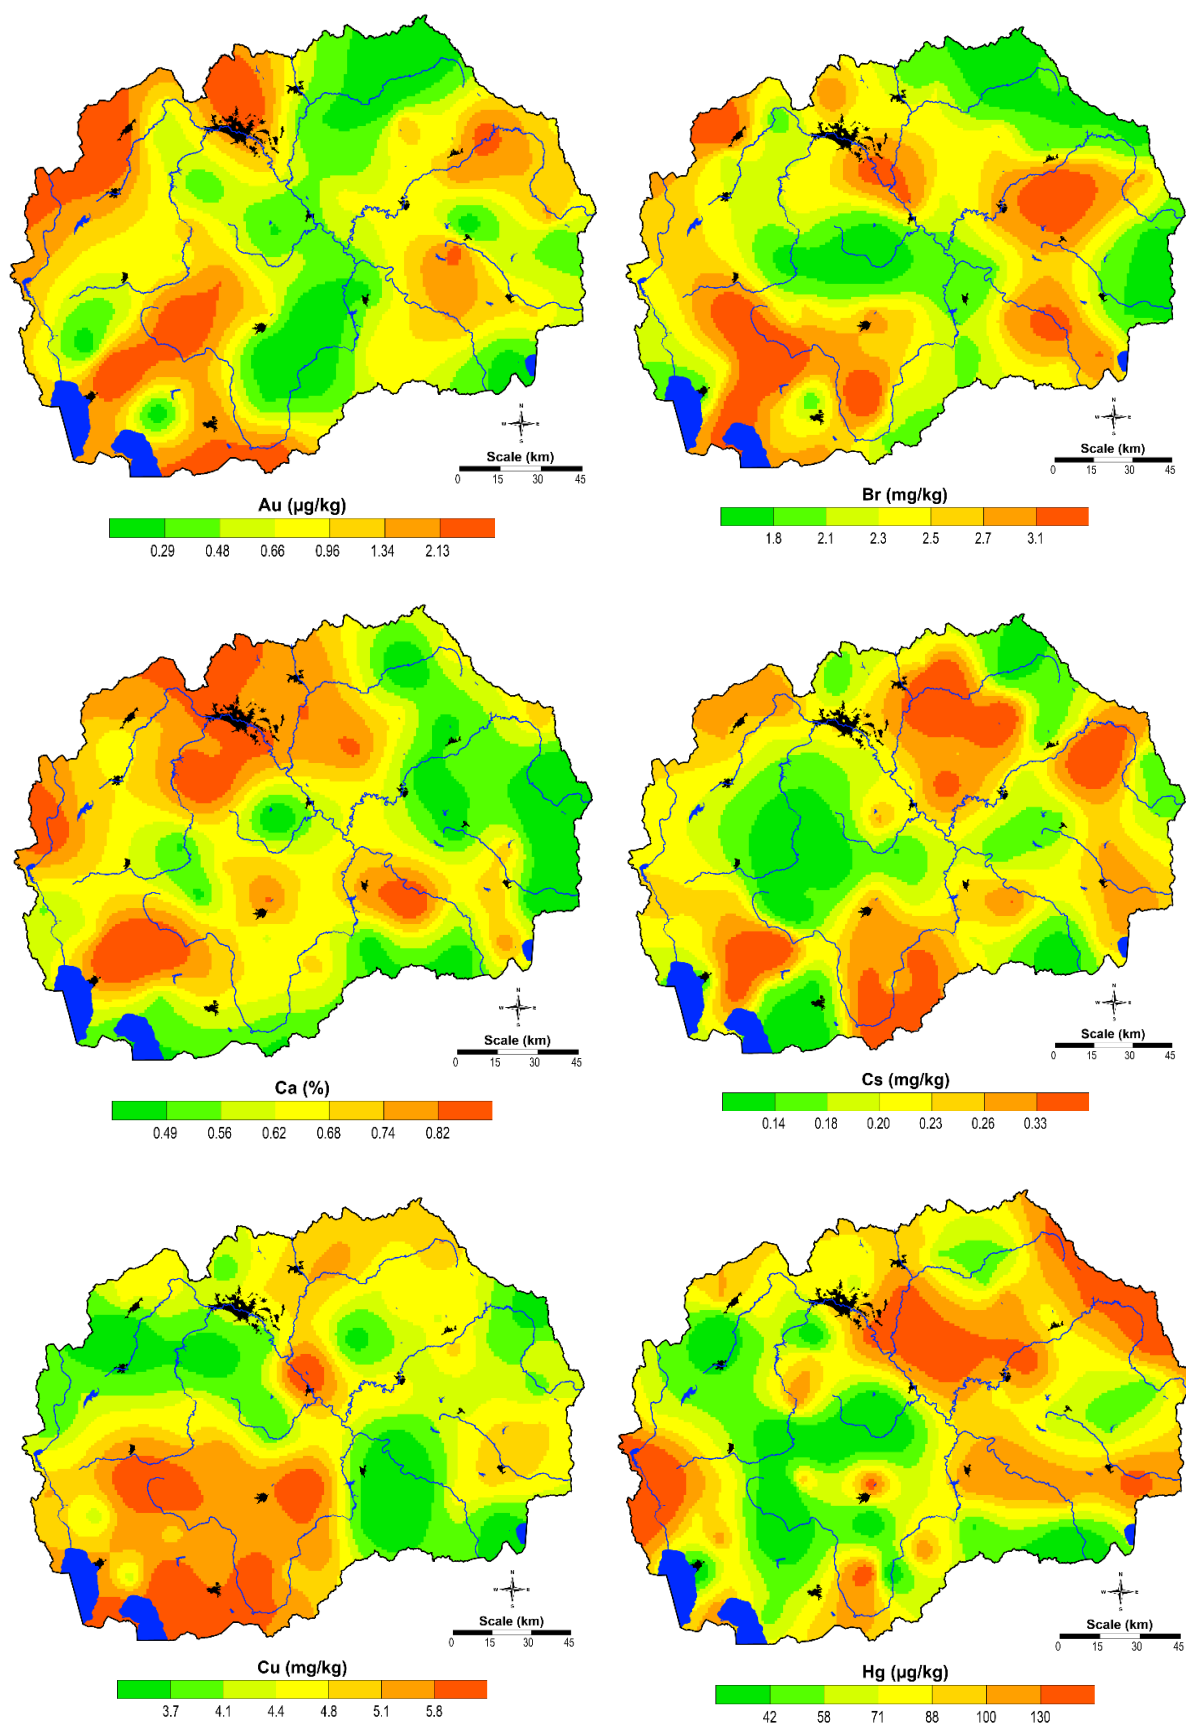 N
W E
S
Scale (km)
0 15 30 45
Au (µg/kg)
0.29 0.48 0.66 0.96 1.34 2.13
N
W E
S
Scale (km)
0 15 30 45
Br (mg/kg)
1.8 2.1 2.3 2.5 2.7 3.1
N
W E
S
Scale (km)
0 15 30 45
Ca (%)
0.49 0.56 0.62 0.68 0.74 0.82
N
W E
S
Scale (km)
0 15 30 45
Cs (mg/kg)
0.14 0.18 0.20 0.23 0.26 0.33
N
W E
S
Scale (km)
0 15 30 45
Cu (mg/kg)
3.7 4.1 4.4 4.8 5.1 5.8
N
W E
S
Scale (km)
0 15 30 45
Hg (µg/kg)
42 58 71 88 100 130